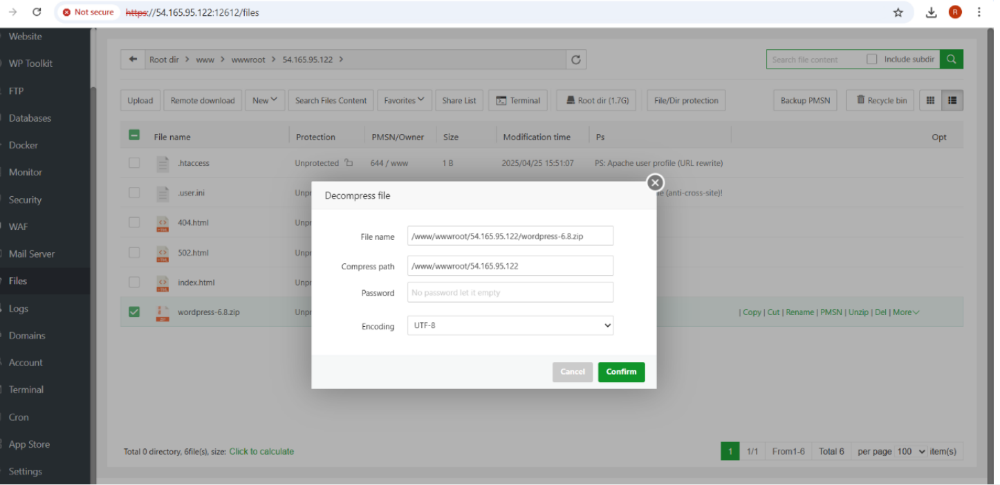 Not secure https://54.165.95.122:12612/files R
Website
WP Toolkit
FTP
Databases
Docker
Monitor
Security
WAF
Mail Server
Files
Logs
Domains
Account
Terminal
Cron
App Store
Settings
Root dir > www > wwwroot > 54.165.95.122 >
Search file content Include subdir
Upload Remote download New Search Files Content Favorites Share List Terminal Root dir (1.7G) File/Dir protection Backup PMSN Recycle bin
File name Protection PMSN/Owner Size Modification time Ps Opt
.htaccess Unprotected 644 / www 1 B 2025/04/25 15:51:07 PS: Apache user profile (URL rewrite)
.user.ini (anti-cross-site)!
404.html
502.html
index.html
wordpress-6.8.zip | Copy | Cut | Rename | PMSN | Unzip | Del | More
Decompress file
File name /www/wwwroot/54.165.95.122/wordpress-6.8.zip
Compress path /www/wwwroot/54.165.95.122
Password No password let it empty
Encoding UTF-8
Cancel Confirm
Total 0 directory, 6file(s), size: Click to calculate
1 1/1 From1-6 Total 6 per page 100 item(s)